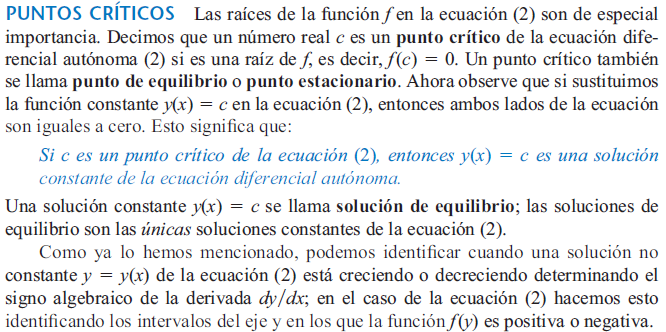 PUNTOS CRÍTICOS Las raíces de la función f en la ecuación (2) son de especial
importancia. Decimos que un número real c es un punto crítico de la ecuación dife-
rencial autónoma (2) si es una raíz de f, es decir, f(c) = 0. Un punto crítico también
se llama punto de equilibrio o punto estacionario. Ahora observe que si sustituimos
la función constante y(x) = c en la ecuación (2), entonces ambos lados de la ecuación
son iguales a cero. Esto significa que:
Si c es un punto crítico de la ecuación (2), entonces y(x) = c es una solución
constante de la ecuación diferencial autónoma.
Una solución constante y(x) = c se llama solución de equilibrio; las soluciones de
equilibrio son las únicas soluciones constantes de la ecuación (2).
Como ya lo hemos mencionado, podemos identificar cuando una solución no
constante y = y(x) de la ecuación (2) está creciendo o decreciendo determinando el
signo algebraico de la derivada dy/dx; en el caso de la ecuación (2) hacemos esto
identificando los intervalos del eje y en los que la función f(y) es positiva o negativa.